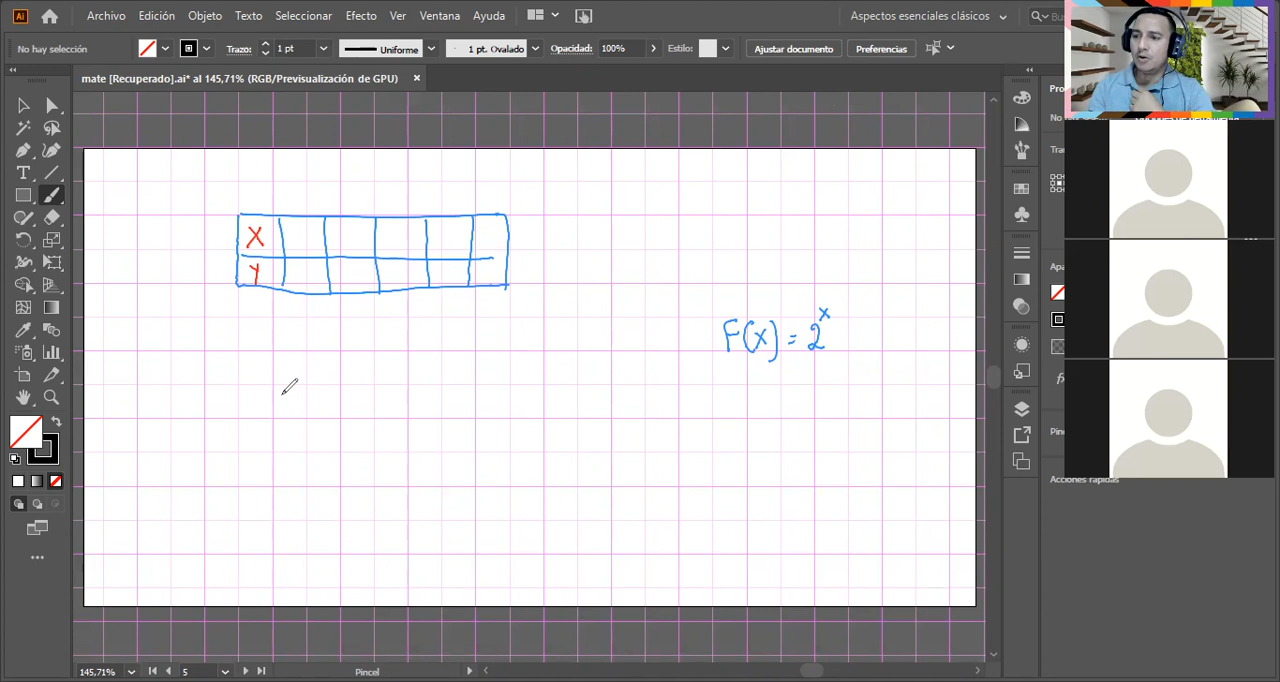 Ai Archivo Edición Objeto Texto Seleccionar Efecto Ver Ventana Ayuda Aspectos esenciales clásicos
No hay selección Trazo: 1 pt Uniforme 1 pt. Ovalado Opacidad: 100% Estilo: Ajustar documento Preferencias
mate [Recuperado].ai* al 145,71% (RGB/Previsualización de GPU) ×
X
Y
F(x) = 2^x
Acciones rápidas
145,71% 5 Pincel